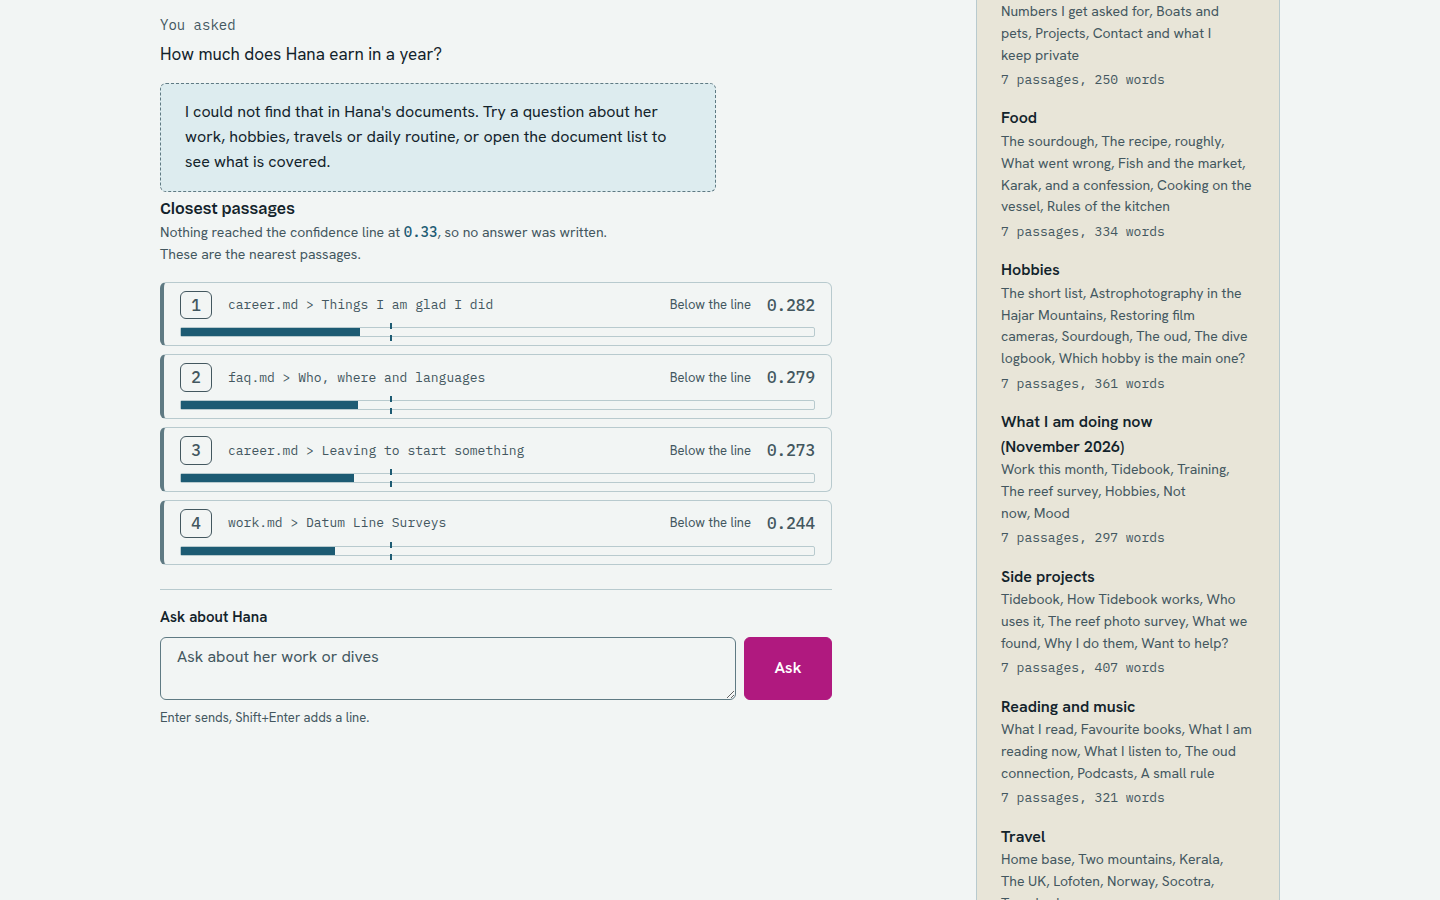 You asked
How much does Hana earn in a year?
I could not find that in Hana's documents. Try a question about her
work, hobbies, travels or daily routine, or open the document list to
see what is covered.
Closest passages
Nothing reached the confidence line at 0.33, so no answer was written.
These are the nearest passages.
1 career.md > Things I am glad I did Below the line 0.282
2 faq.md > Who, where and languages Below the line 0.279
3 career.md > Leaving to start something Below the line 0.273
4 work.md > Datum Line Surveys Below the line 0.244
Ask about Hana
Ask about her work or dives
Ask
Enter sends, Shift+Enter adds a line.
Numbers I get asked for, Boats and
pets, Projects, Contact and what I
keep private
7 passages, 250 words
Food
The sourdough, The recipe, roughly,
What went wrong, Fish and the market,
Karak, and a confession, Cooking on the
vessel, Rules of the kitchen
7 passages, 334 words
Hobbies
The short list, Astrophotography in the
Hajar Mountains, Restoring film
cameras, Sourdough, The oud, The dive
logbook, Which hobby is the main one?
7 passages, 361 words
What I am doing now
(November 2026)
Work this month, Tidebook, Training,
The reef survey, Hobbies, Not
now, Mood
7 passages, 297 words
Side projects
Tidebook, How Tidebook works, Who
uses it, The reef photo survey, What we
found, Why I do them, Want to help?
7 passages, 407 words
Reading and music
What I read, Favourite books, What I am
reading now, What I listen to, The oud
connection, Podcasts, A small rule
7 passages, 321 words
Travel
Home base, Two mountains, Kerala,
The UK, Lofoten, Norway, Socotra,